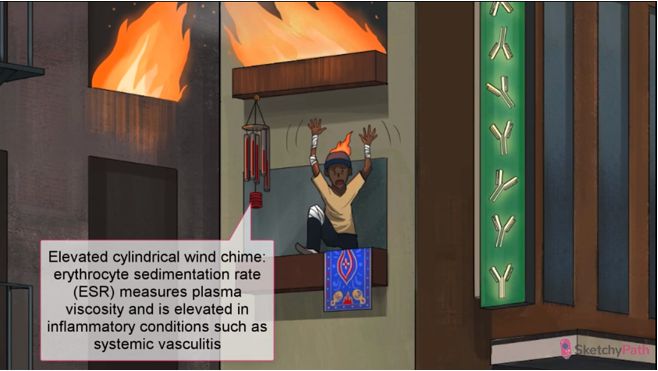 Elevated cylindrical wind chime:
erythrocyte sedimentation rate
(ESR) measures plasma
viscosity and is elevated in
inflammatory conditions such as
systemic vasculitis
SketchyPath